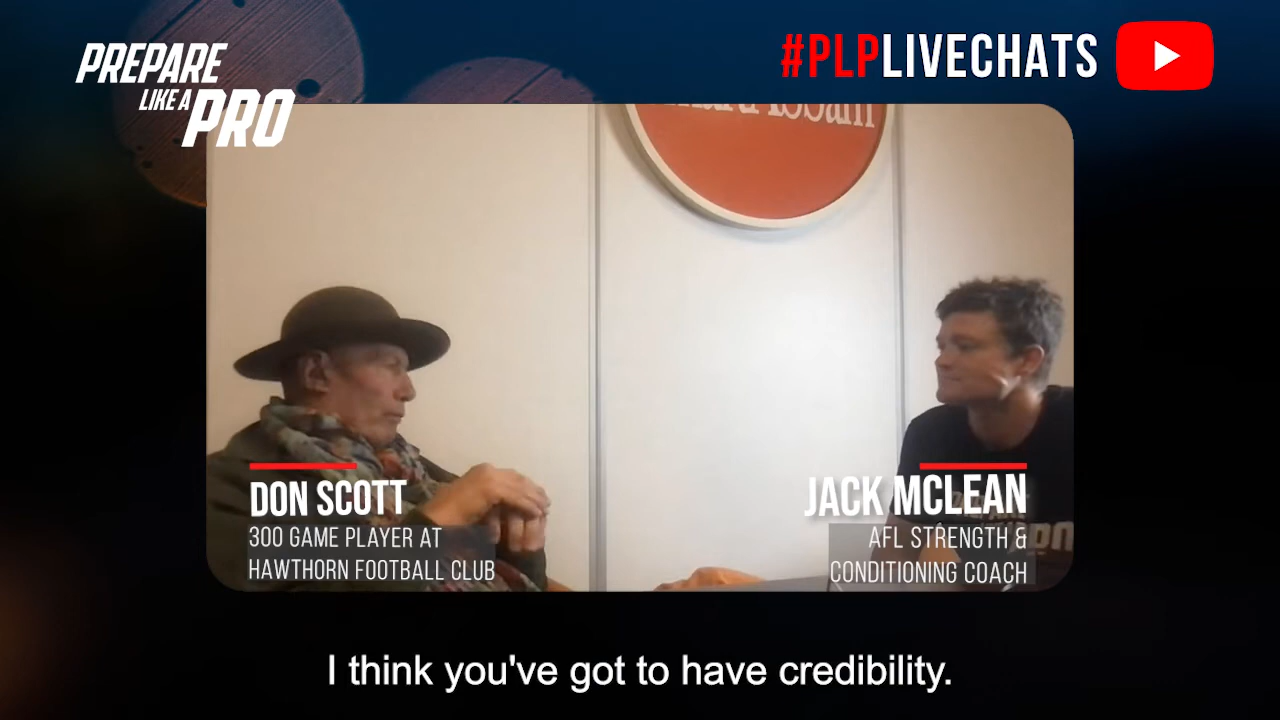 PREPARE
LIKE A
PRO
#PLPLIVECHATS
DON SCOTT
300 GAME PLAYER AT
HAWTHORN FOOTBALL CLUB
JACK MCLEAN
AFL STRENGTH &
CONDITIONING COACH
I think you've got to have credibility.